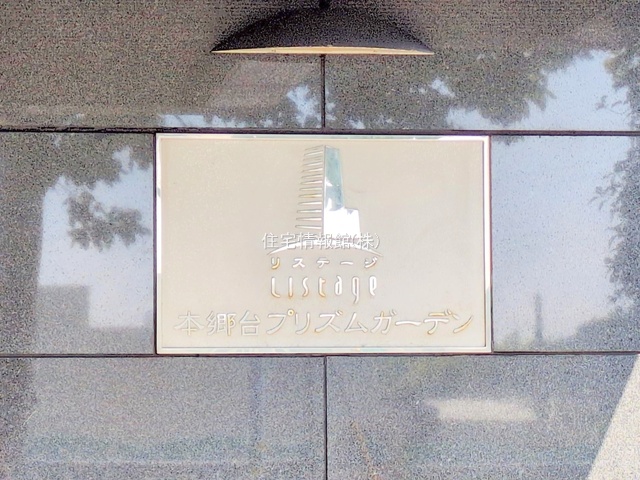 住宅情報館(株)
リステージ
Listage
本郷台プリズムガーデン